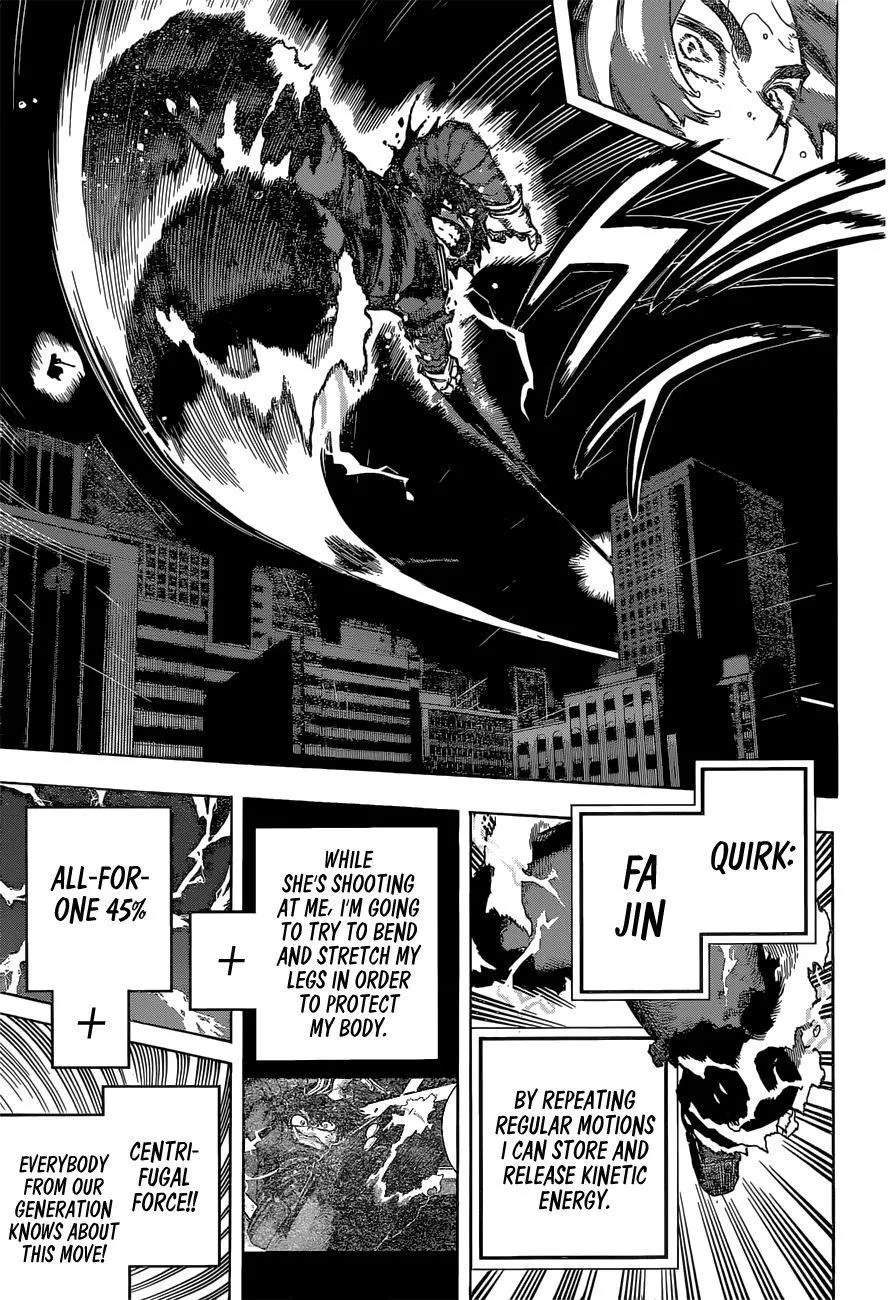 QUIRK:
FA
JIN
BY REPEATING
REGULAR MOTIONS
I CAN STORE AND
RELEASE KINETIC
ENERGY.
WHILE
SHE'S SHOOTING
AT ME, I'M GOING
TO TRY TO BEND
AND STRETCH MY
LEGS IN ORDER
TO PROTECT
MY BODY.
+
ALL-FOR-
ONE 45%
+
CENTRI-
FUGAL
FORCE!!
EVERYBODY
FROM OUR
GENERATION
KNOWS ABOUT
THIS MOVE!